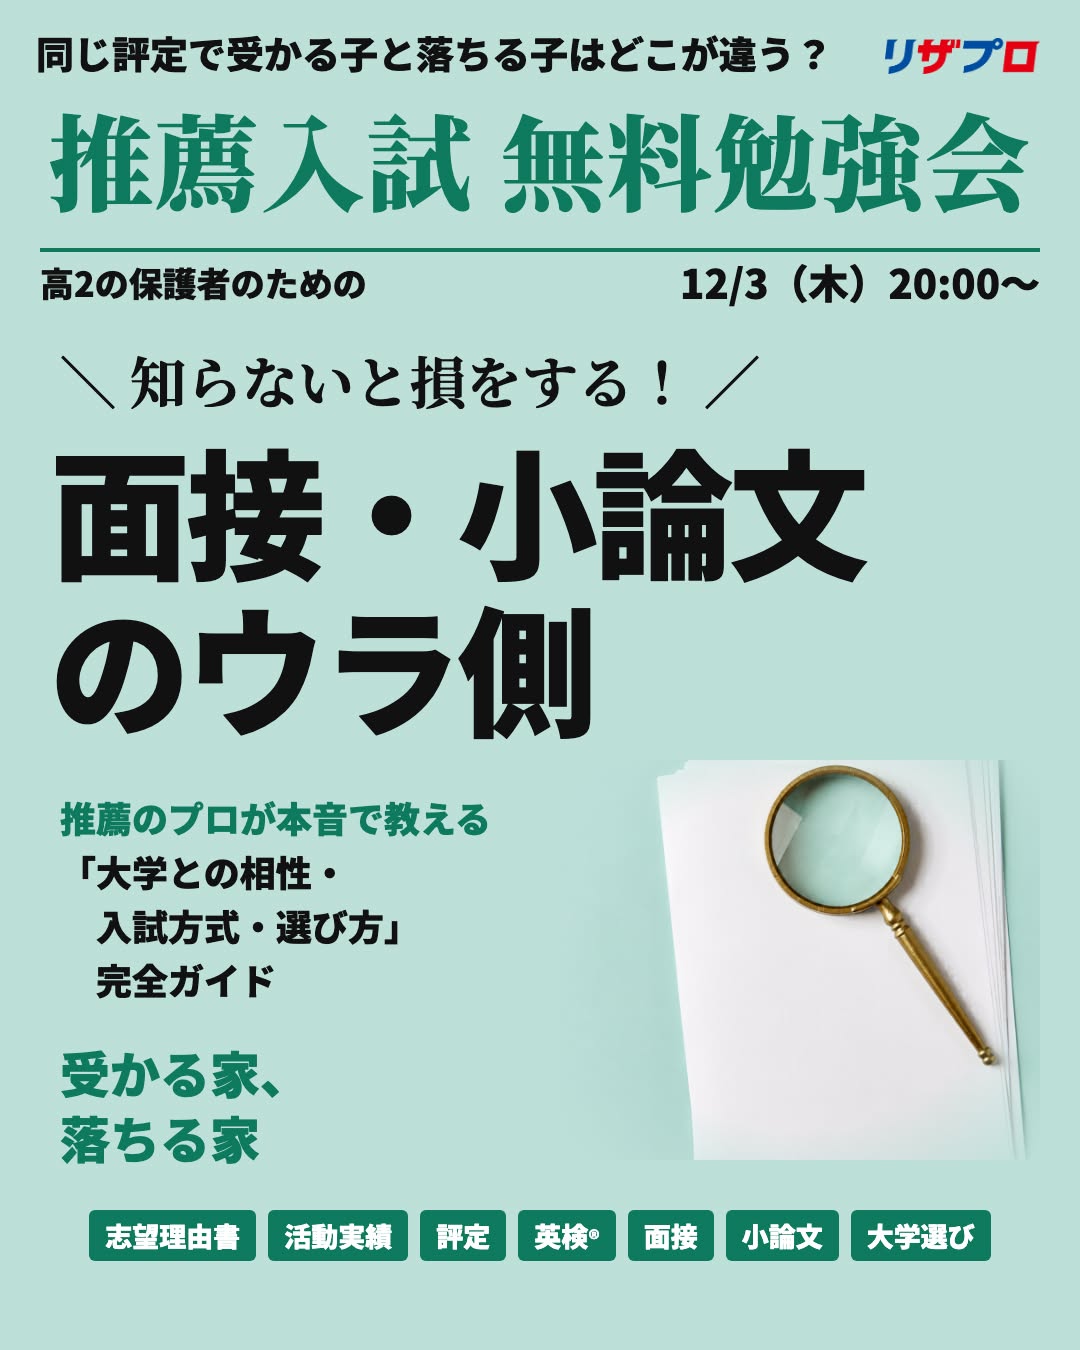 同じ評定で受かる子と落ちる子はどこが違う？
リザプロ
推薦入試 無料勉強会
高2の保護者のための
12/3（木）20:00〜
＼ 知らないと損をする！ ／
面接・小論文
のウラ側
推薦のプロが本音で教える
「大学との相性・
入試方式・選び方」
完全ガイド
受かる家、
落ちる家
志望理由書 活動実績 評定 英検® 面接 小論文 大学選び